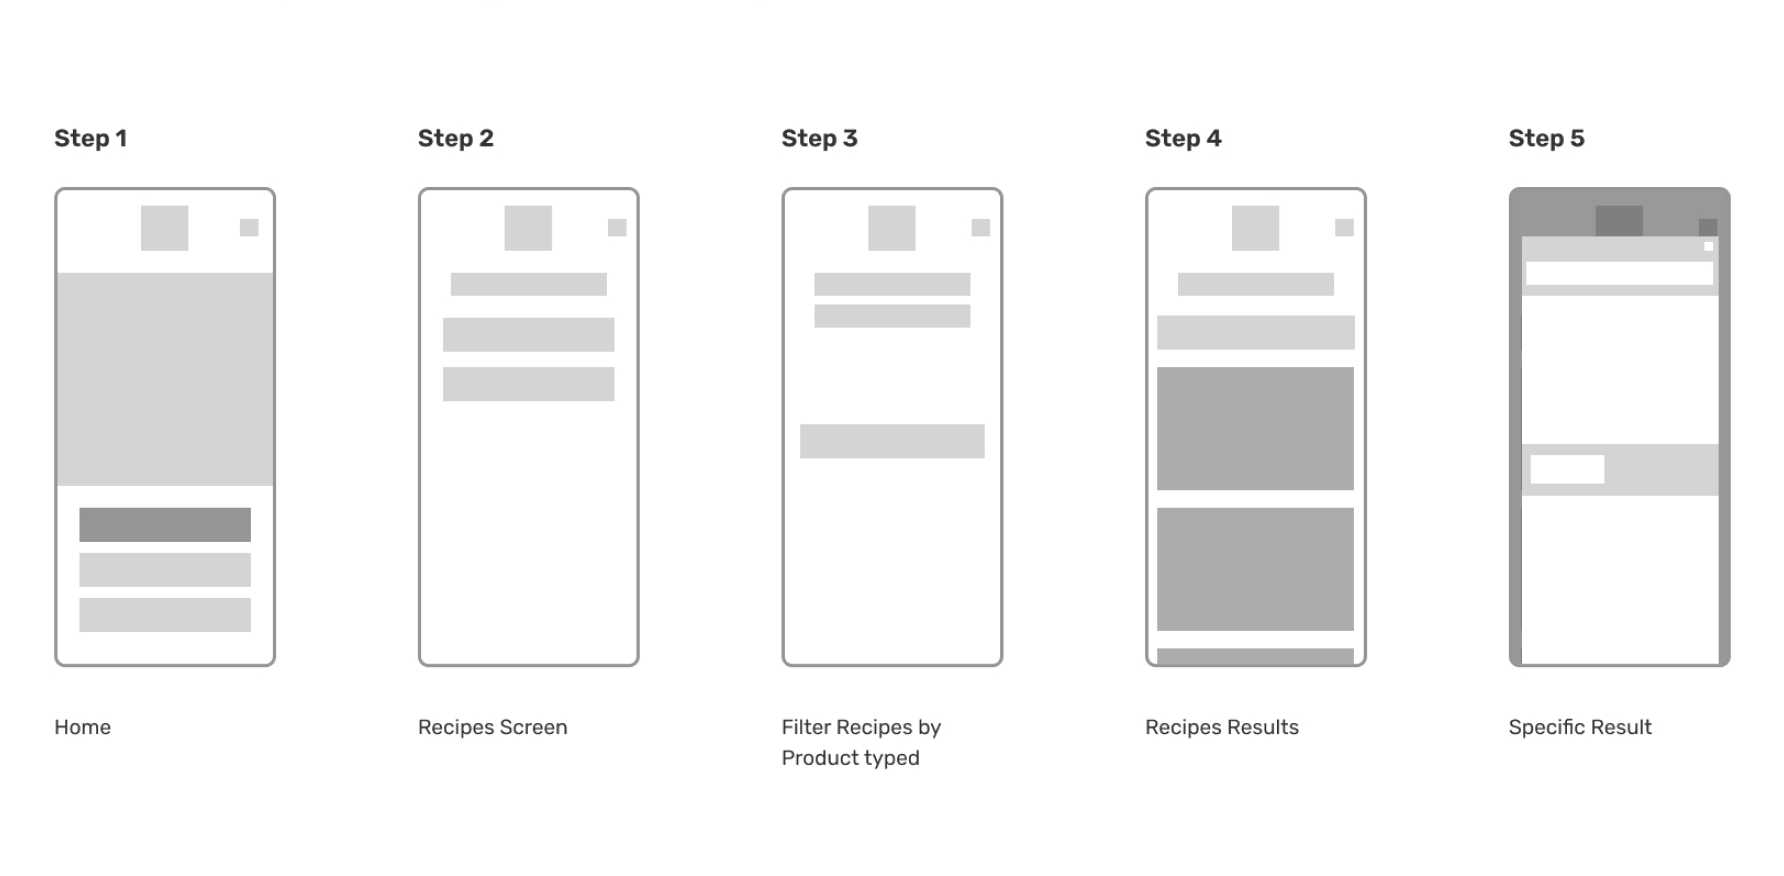 Step 1
Step 2
Step 3
Step 4
Step 5
Home
Recipes Screen
Filter Recipes by
Product typed
Recipes Results
Specific Result